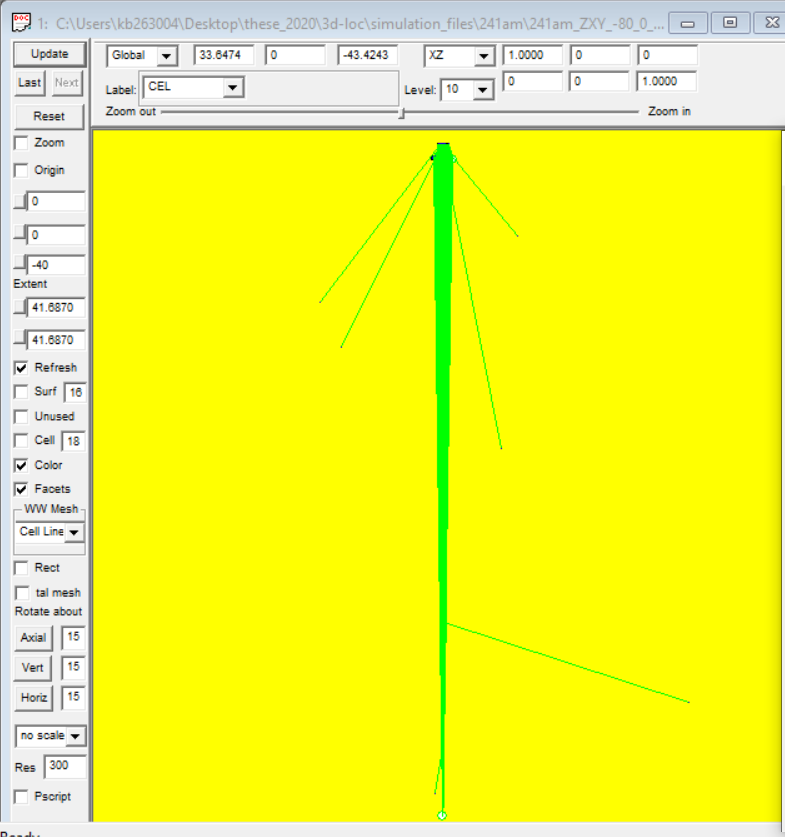 1: C:\Users\kb263004\Desktop\these_2020\3d-loc\simulation_files\241am\241am_ZXY_-80_0_...
Update
Global 33.6474 0 -43.4243 XZ 1.0000 0 0
Last Next
Label: CEL Level: 10 0 0 1.0000
Reset
Zoom out Zoom in
Zoom
Origin
0
0
-40
Extent
41.6870
41.6870
Refresh
Surf 16
Unused
Cell 18
Color
Facets
WW Mesh
Cell Line
Rect
tal mesh
Rotate about
Axial 15
Vert 15
Horiz 15
no scale
Res 300
Pscript